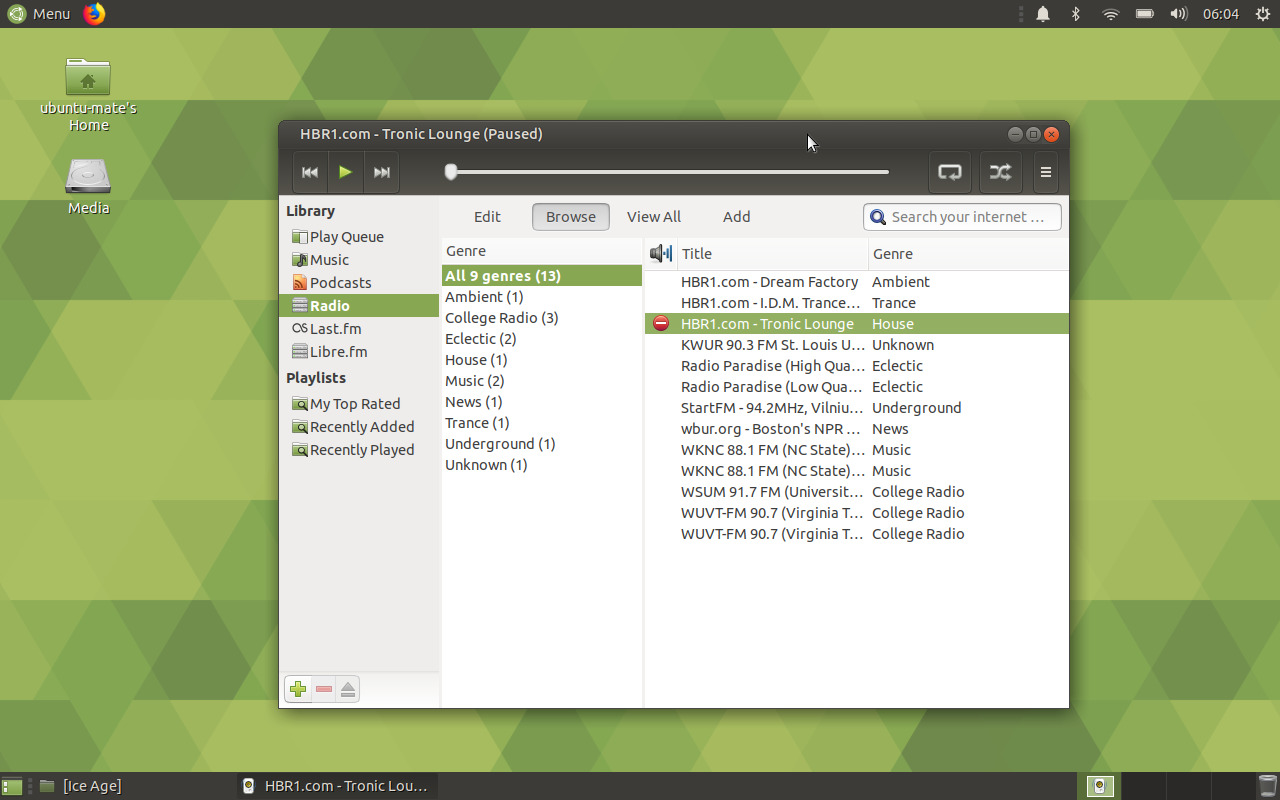 Menu
06:04
ubuntu-mate's
Home
Media
HBR1.com - Tronic Lounge (Paused)
Library
Play Queue
Music
Podcasts
Radio
Last.fm
Libre.fm
Playlists
My Top Rated
Recently Added
Recently Played
Edit
Browse
View All
Add
Search your internet ...
Genre
All 9 genres (13)
Ambient (1)
College Radio (3)
Eclectic (2)
House (1)
Music (2)
News (1)
Trance (1)
Underground (1)
Unknown (1)
Title Genre
HBR1.com - Dream Factory Ambient
HBR1.com - I.D.M. Trance... Trance
HBR1.com - Tronic Lounge House
KWUR 90.3 FM St. Louis U... Unknown
Radio Paradise (High Qua... Eclectic
Radio Paradise (Low Qua... Eclectic
StartFM - 94.2MHz, Vilniu... Underground
wbur.org - Boston's NPR ... News
WKNC 88.1 FM (NC State)... Music
WKNC 88.1 FM (NC State)... Music
WSUM 91.7 FM (Universit... College Radio
WUVT-FM 90.7 (Virginia T... College Radio
WUVT-FM 90.7 (Virginia T... College Radio
[Ice Age]
HBR1.com - Tronic Lou...